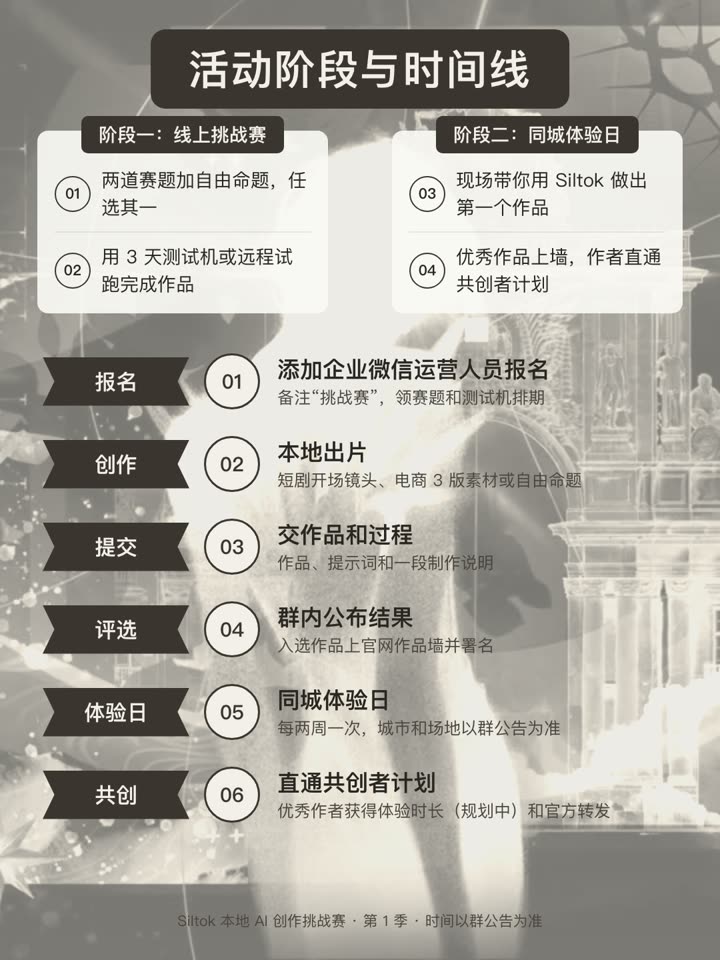 活动阶段与时间线
阶段一：线上挑战赛
01
两道赛题加自由命题，任
选其一
02
用 3 天测试机或远程试
跑完成作品
阶段二：同城体验日
03
现场带你用 Siltok 做出
第一个作品
04
优秀作品上墙，作者直通
共创者计划
报名
01
添加企业微信运营人员报名
备注“挑战赛”，领赛题和测试机排期
创作
02
本地出片
短剧开场镜头、电商 3 版素材或自由命题
提交
03
交作品和过程
作品、提示词和一段制作说明
评选
04
群内公布结果
入选作品上官网作品墙并署名
体验日
05
同城体验日
每两周一次，城市和场地以群公告为准
共创
06
直通共创者计划
优秀作者获得体验时长（规划中）和官方转发
Siltok 本地 AI 创作挑战赛 · 第 1 季 · 时间以群公告为准